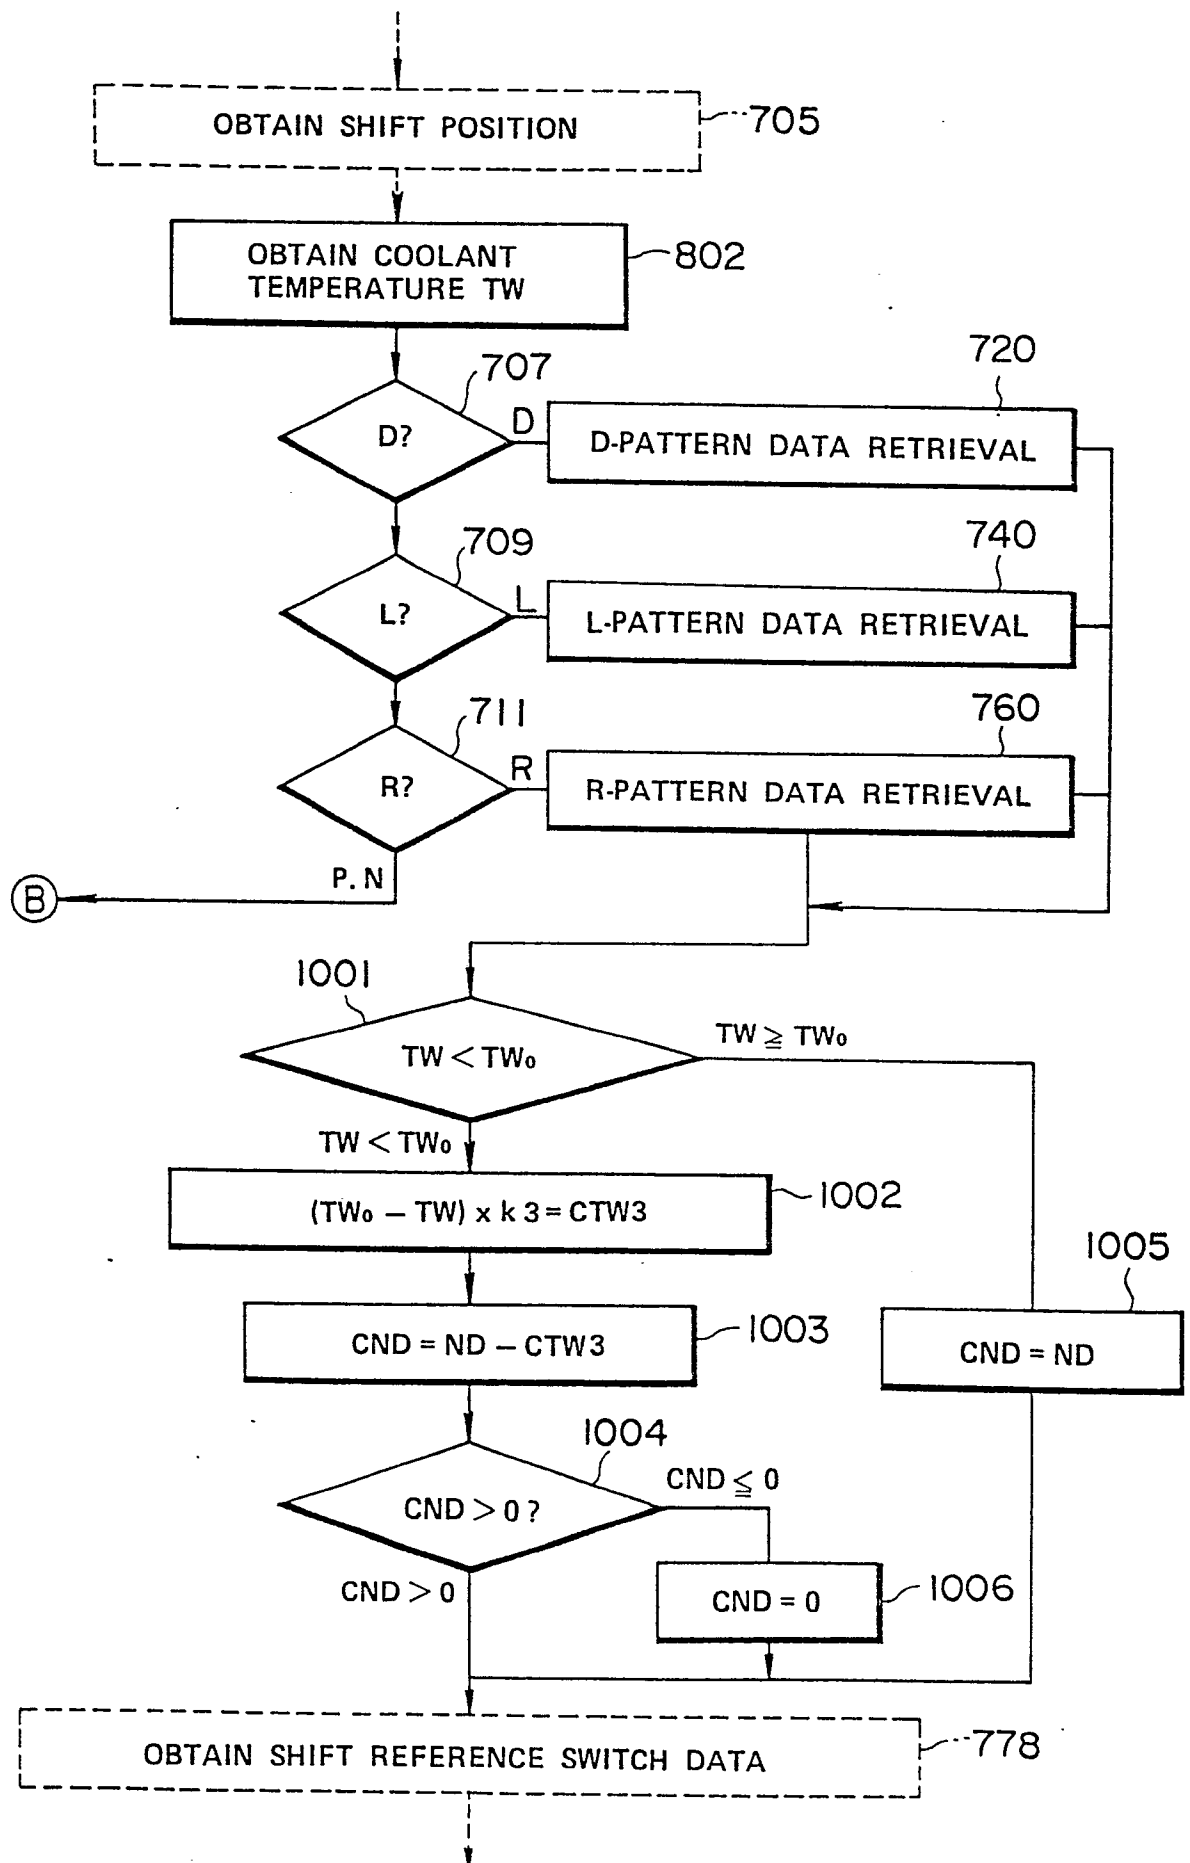 OBTAIN SHIFT POSITION
705
OBTAIN COOLANT
TEMPERATURE TW
802
707
D?
D
720
D-PATTERN DATA RETRIEVAL
709
L?
L
740
L-PATTERN DATA RETRIEVAL
711
R?
R
760
R-PATTERN DATA RETRIEVAL
P. N
B
1001
TW < TW₀
TW ≧ TW₀
TW < TW₀
(TW₀ − TW) x k 3 = CTW3
1002
CND = ND − CTW3
1003
1005
CND = ND
1004
CND > 0 ?
CND ≦ 0
CND > 0
CND = 0
1006
OBTAIN SHIFT REFERENCE SWITCH DATA
778